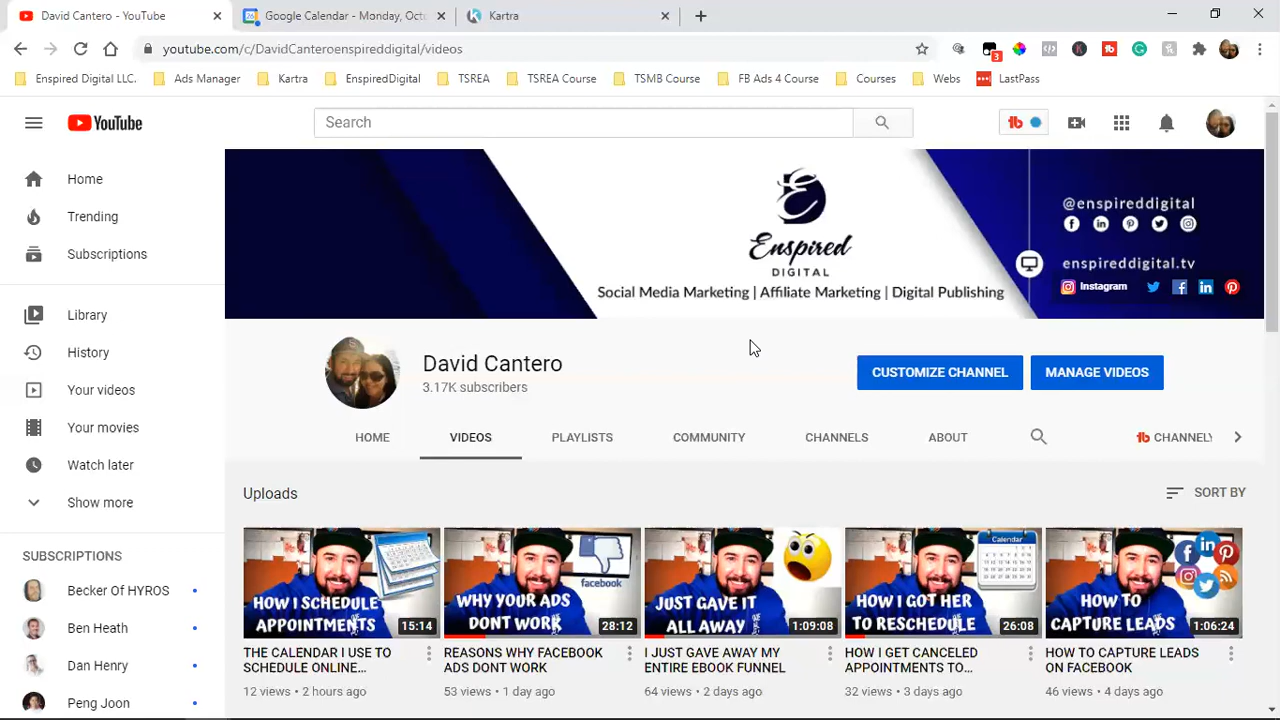 David Cantero - YouTube
Google Calendar - Monday, Octo
Kartra
youtube.com/c/DavidCanteroenspireddigital/videos
3
Enspired Digital LLC.
Ads Manager
Kartra
EnspiredDigital
TSREA
TSREA Course
TSMB Course
FB Ads 4 Course
Courses
Webs
LastPass
YouTube
Search
tb
Home
Trending
Subscriptions
Library
History
Your videos
Your movies
Watch later
Show more
SUBSCRIPTIONS
Becker Of HYROS
Ben Heath
Dan Henry
Peng Joon
Enspired
DIGITAL
Social Media Marketing | Affiliate Marketing | Digital Publishing
@enspireddigital
enspireddigital.tv
Instagram
David Cantero
3.17K subscribers
CUSTOMIZE CHANNEL
MANAGE VIDEOS
HOME
VIDEOS
PLAYLISTS
COMMUNITY
CHANNELS
ABOUT
tb CHANNELY
Uploads
SORT BY
HOW I SCHEDULE
APPOINTMENTS
15:14
THE CALENDAR I USE TO
SCHEDULE ONLINE...
12 views • 2 hours ago
facebook
WHY YOUR ADS
DONT WORK
28:12
REASONS WHY FACEBOOK
ADS DONT WORK
53 views • 1 day ago
JUST GAVE IT
ALL AWAY
1:09:08
I JUST GAVE AWAY MY
ENTIRE EBOOK FUNNEL
64 views • 2 days ago
Calendar
HOW I GOT HER
TO RESCHEDULE
26:08
HOW I GET CANCELED
APPOINTMENTS TO...
32 views • 3 days ago
HOW TO
CAPTURE LEADS
1:06:24
HOW TO CAPTURE LEADS
ON FACEBOOK
46 views • 4 days ago